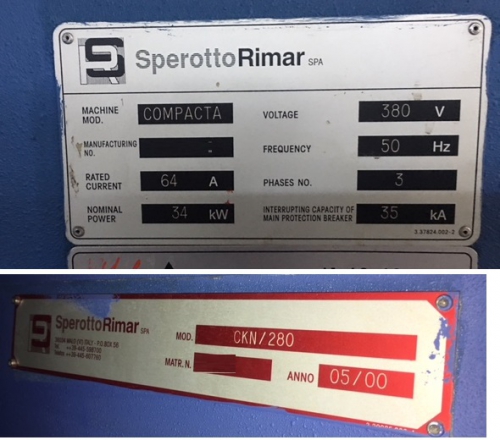 SperottoRimar SPA
MACHINE MOD. COMPACTA
VOLTAGE 380 V
MANUFACTURING NO.
FREQUENCY 50 Hz
RATED CURRENT 64 A
PHASES NO. 3
NOMINAL POWER 34 kW
INTERRUPTING CAPACITY OF MAIN PROTECTION BREAKER 35 kA
SperottoRimar SPA
MOD. CKN/280
MATR. N.
ANNO 05/00